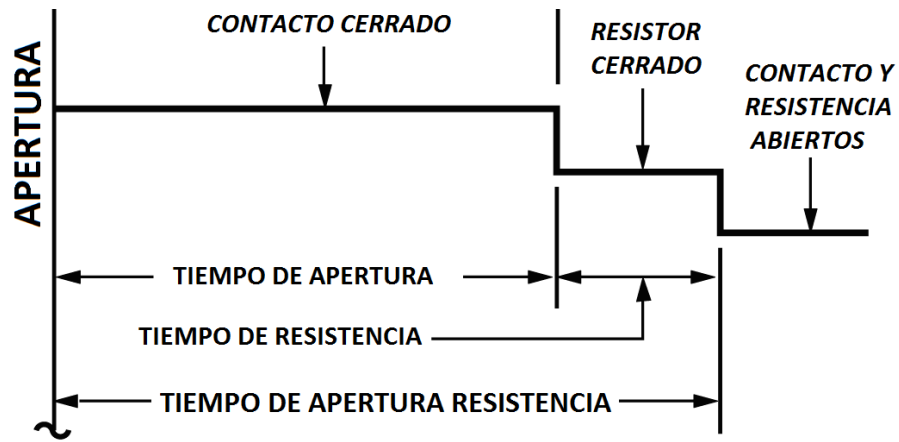 APERTURA
CONTACTO CERRADO
RESISTOR
CERRADO
CONTACTO Y
RESISTENCIA
ABIERTOS
TIEMPO DE APERTURA
TIEMPO DE RESISTENCIA
TIEMPO DE APERTURA RESISTENCIA